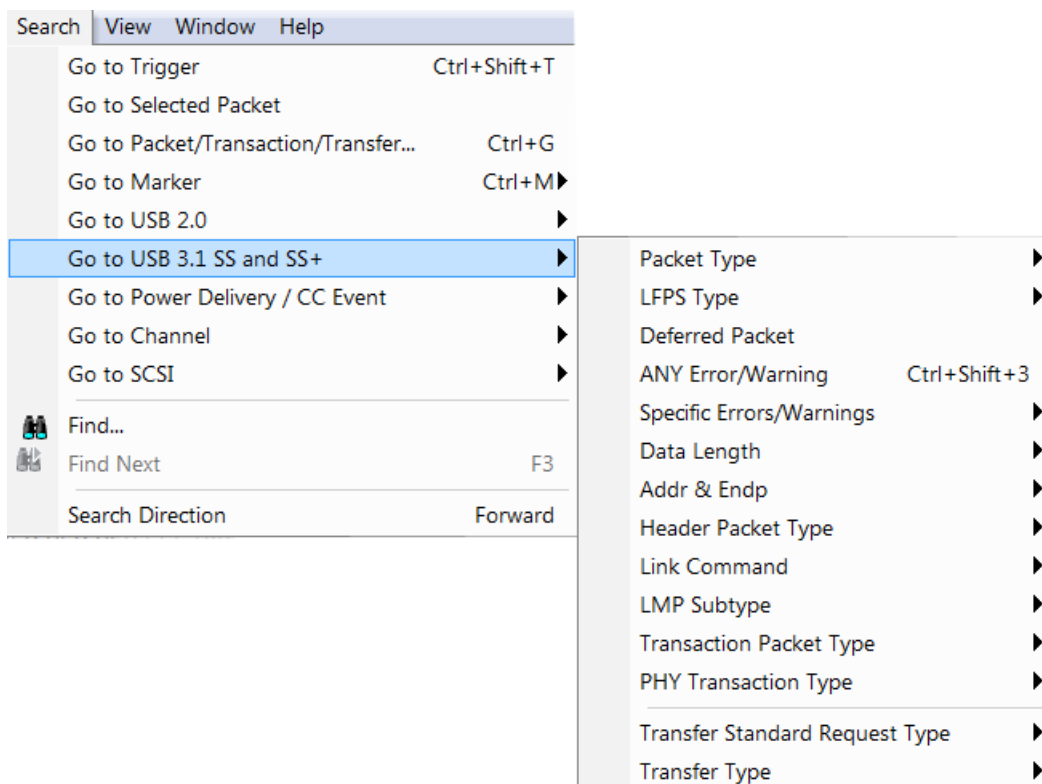 Search View Window Help
Go to Trigger Ctrl+Shift+T
Go to Selected Packet
Go to Packet/Transaction/Transfer... Ctrl+G
Go to Marker Ctrl+M
Go to USB 2.0
Go to USB 3.1 SS and SS+
Go to Power Delivery / CC Event
Go to Channel
Go to SCSI
Find...
Find Next F3
Search Direction Forward
Packet Type
LFPS Type
Deferred Packet
ANY Error/Warning Ctrl+Shift+3
Specific Errors/Warnings
Data Length
Addr & Endp
Header Packet Type
Link Command
LMP Subtype
Transaction Packet Type
PHY Transaction Type
Transfer Standard Request Type
Transfer Type